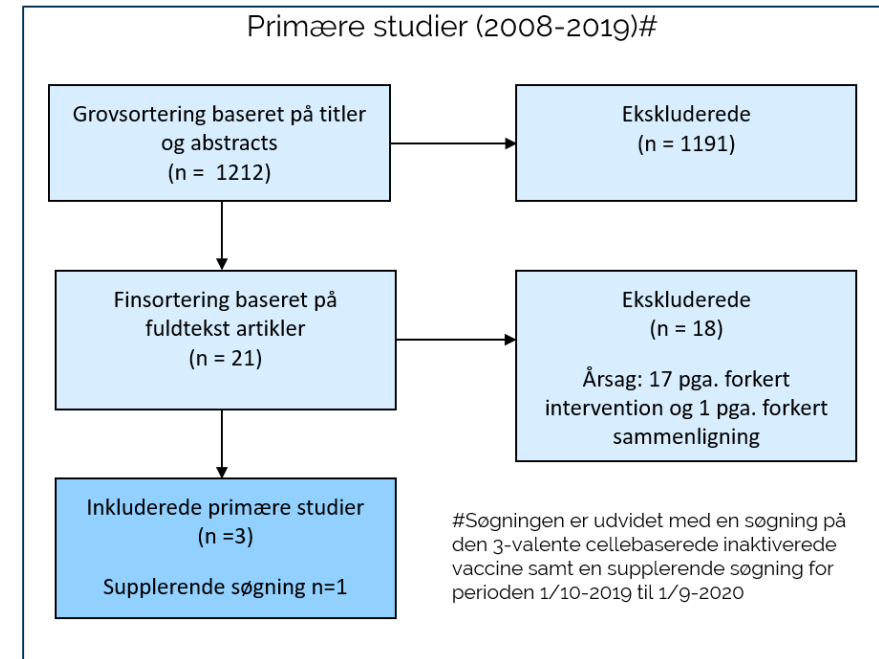 Primære studier (2008-2019)#
Grovsortering baseret på titler
og abstracts
(n =  1212)
Ekskluderede
(n = 1191)
Finsortering baseret på
fuldtekst artikler
(n = 21)
Ekskluderede
(n = 18)
Årsag: 17 pga. forkert
intervention og 1 pga. forkert
sammenligning
Inkluderede primære studier
(n =3)
Supplerende søgning n=1
#Søgningen er udvidet med en søgning på
den 3-valente cellebaserede inaktiverede
vaccine samt en supplerende søgning for
perioden 1/10-2019 til 1/9-2020